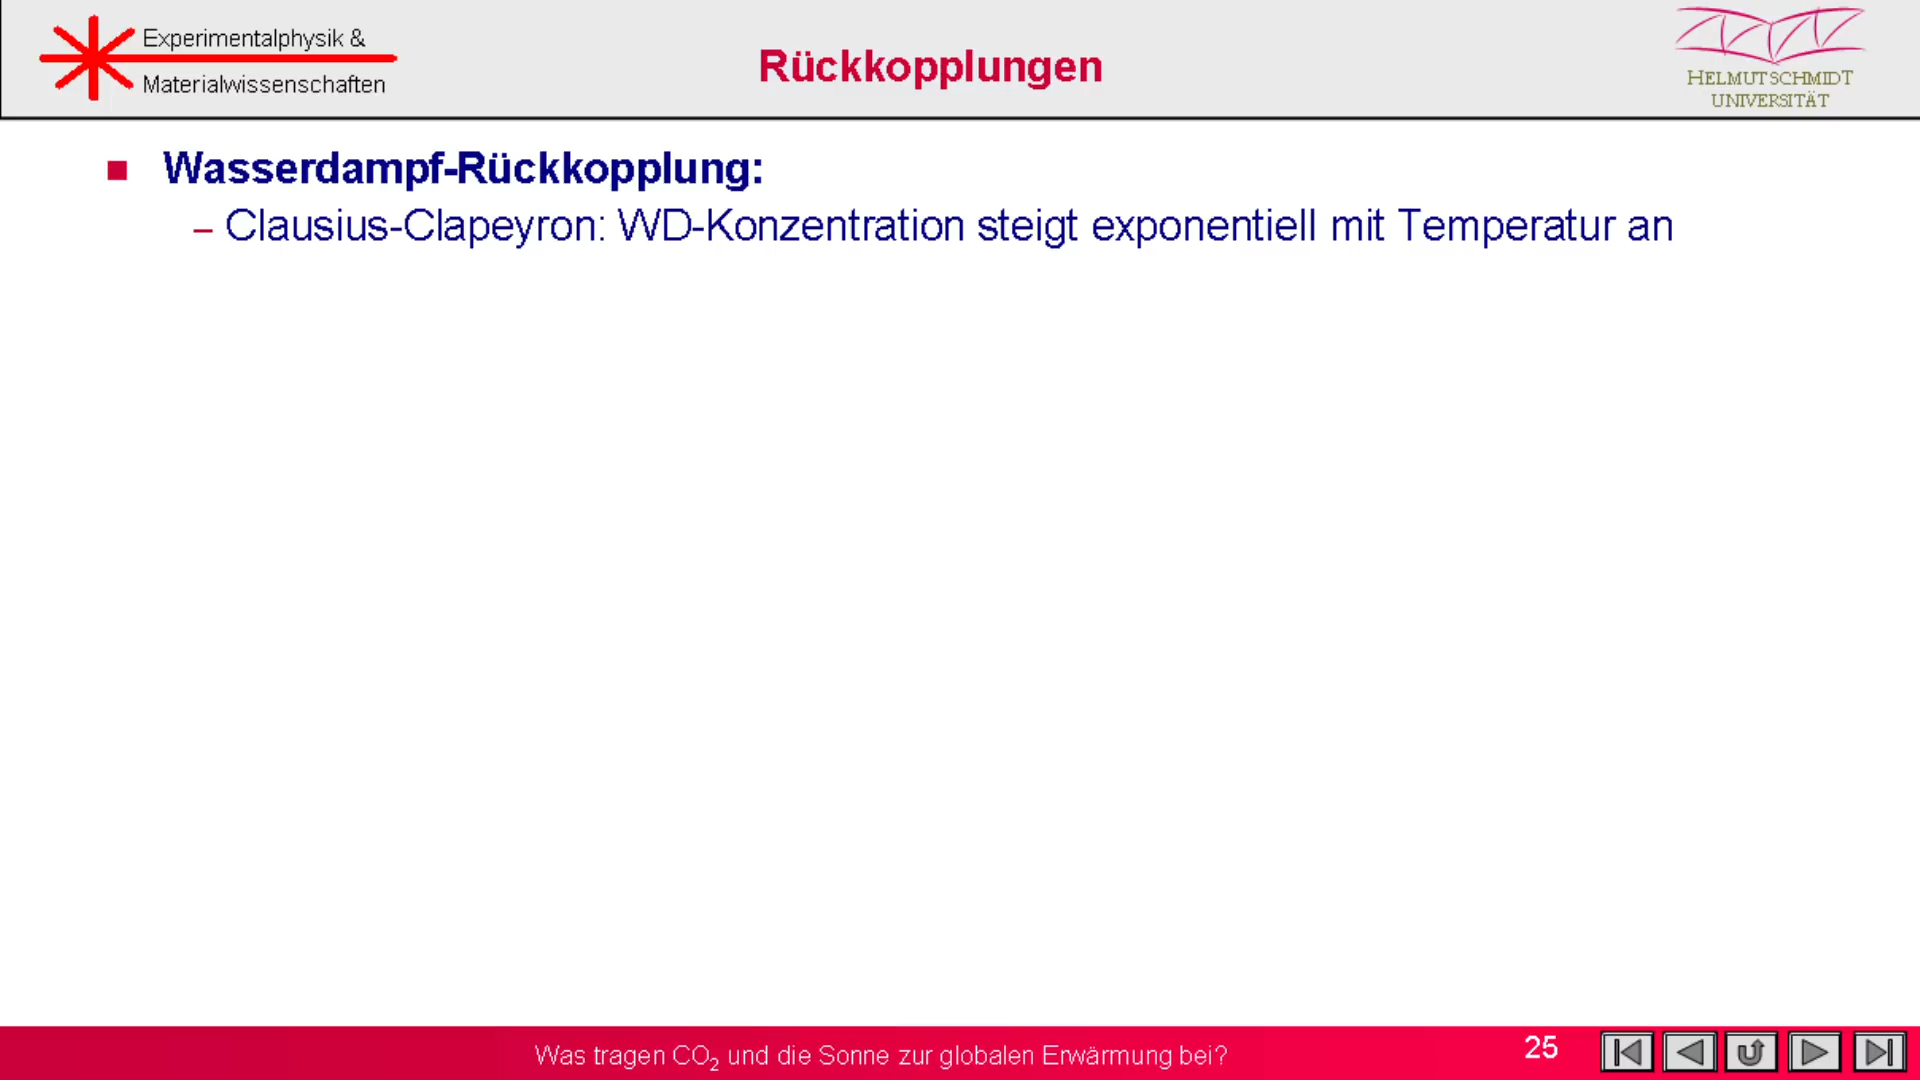 Experimentalphysik &
Materialwissenschaften
Rückkopplungen
HELMUT SCHMIDT
UNIVERSITÄT
Wasserdampf-Rückkopplung:
– Clausius-Clapeyron: WD-Konzentration steigt exponentiell mit Temperatur an
Was tragen CO₂ und die Sonne zur globalen Erwärmung bei?
25